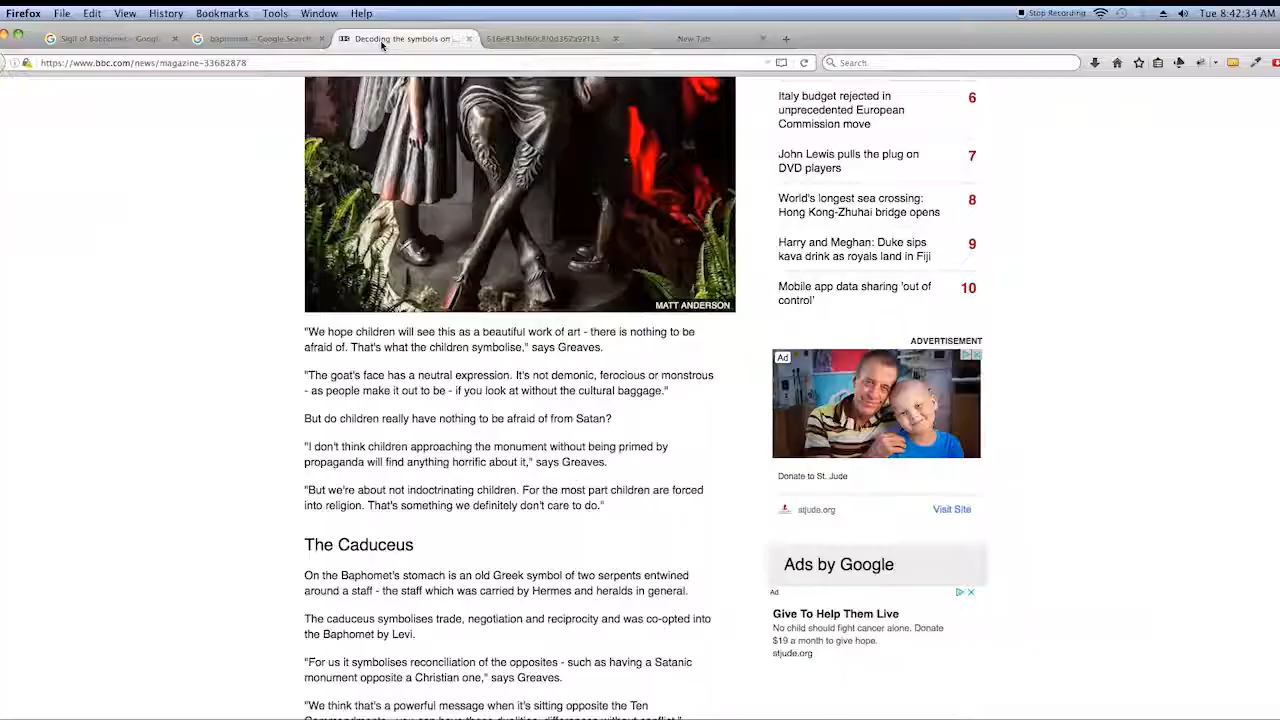 Firefox File Edit View History Bookmarks Tools Window Help Stop Recording Tue 8:42:34 AM
Sigil of Baphomet - Googl... baphomet - Google Search Decoding the symbols on ... New Tab
https://www.bbc.com/news/magazine-33682878 Search
MATT ANDERSON
"We hope children will see this as a beautiful work of art - there is nothing to be
afraid of. That's what the children symbolise," says Greaves.
"The goat's face has a neutral expression. It's not demonic, ferocious or monstrous
- as people make it out to be - if you look at without the cultural baggage."
But do children really have nothing to be afraid of from Satan?
"I don't think children approaching the monument without being primed by
propaganda will find anything horrific about it," says Greaves.
"But we're about not indoctrinating children. For the most part children are forced
into religion. That's something we definitely don't care to do."
The Caduceus
On the Baphomet's stomach is an old Greek symbol of two serpents entwined
around a staff - the staff which was carried by Hermes and heralds in general.
The caduceus symbolises trade, negotiation and reciprocity and was co-opted into
the Baphomet by Levi.
"For us it symbolises reconciliation of the opposites - such as having a Satanic
monument opposite a Christian one," says Greaves.
"We think that's a powerful message when it's sitting opposite the Ten
Italy budget rejected in
unprecedented European
Commission move
6
John Lewis pulls the plug on
DVD players
7
World's longest sea crossing:
Hong Kong-Zhuhai bridge opens
8
Harry and Meghan: Duke sips
kava drink as royals land in Fiji
9
Mobile app data sharing 'out of
control'
10
ADVERTISEMENT
Ad
Donate to St. Jude
stjude.org Visit Site
Ads by Google
Ad
Give To Help Them Live
No child should fight cancer alone. Donate
$19 a month to give hope.
stjude.org